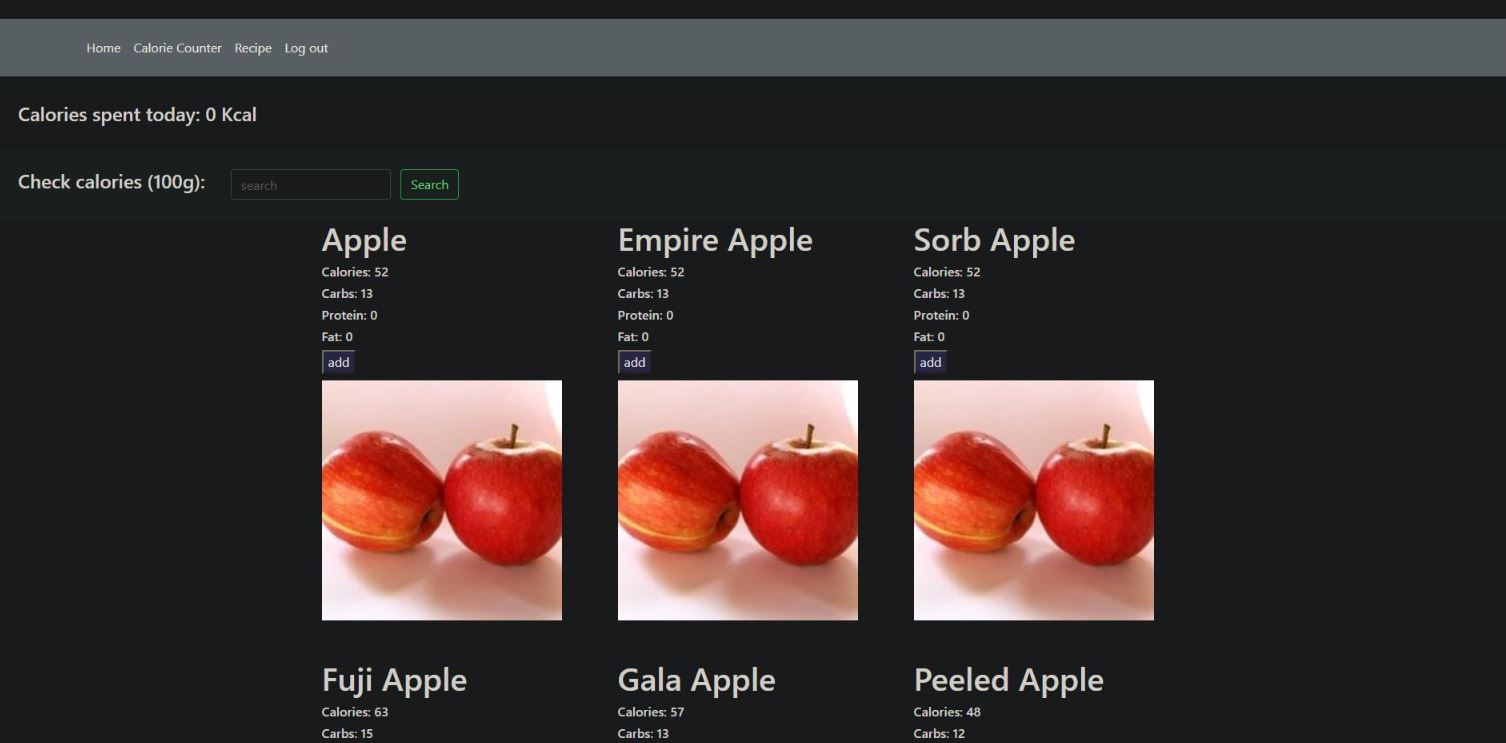 Home Calorie Counter Recipe Log out
Calories spent today: 0 Kcal
Check calories (100g): search Search
Apple
Calories: 52
Carbs: 13
Protein: 0
Fat: 0
add
Empire Apple
Calories: 52
Carbs: 13
Protein: 0
Fat: 0
add
Sorb Apple
Calories: 52
Carbs: 13
Protein: 0
Fat: 0
add
Fuji Apple
Calories: 63
Carbs: 15
Gala Apple
Calories: 57
Carbs: 13
Peeled Apple
Calories: 48
Carbs: 12